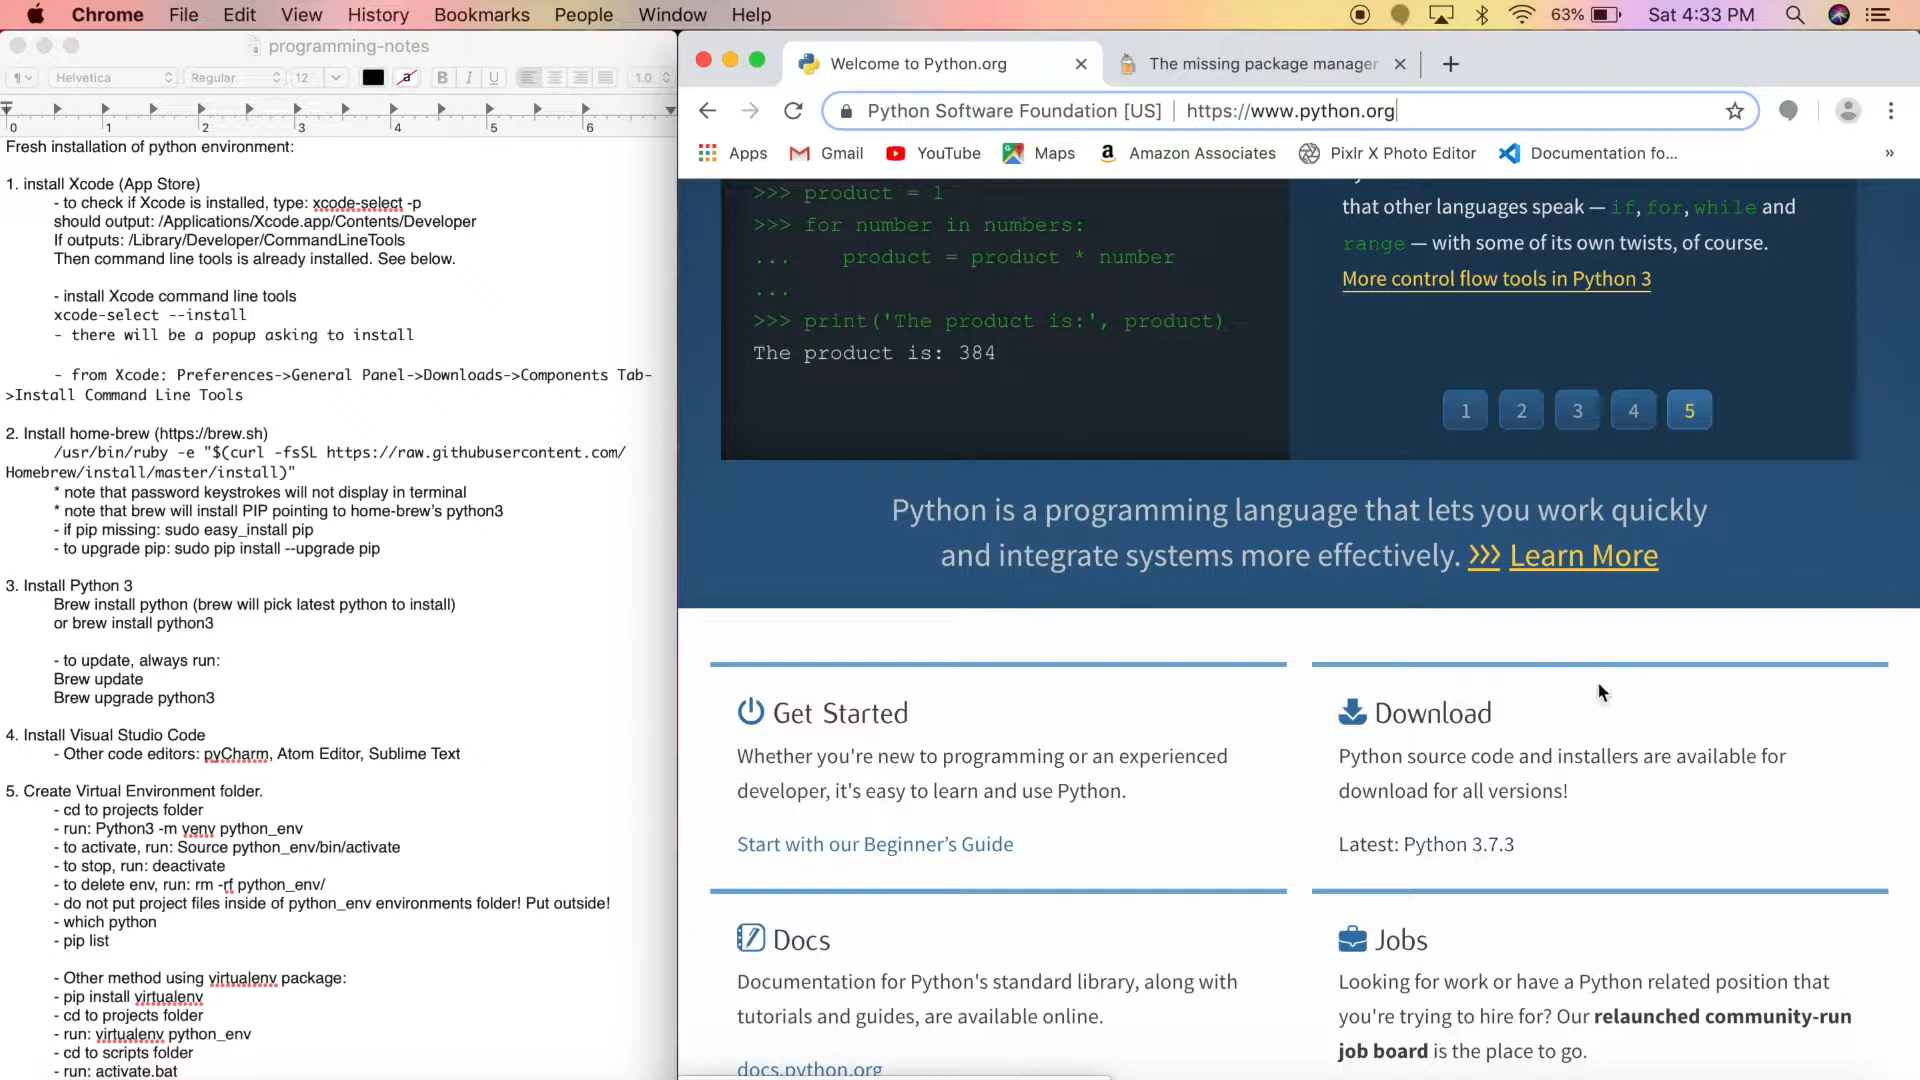 Chrome File Edit View History Bookmarks People Window Help 63% Sat 4:33 PM
programming-notes
Helvetica Regular 12 a B I U 1.0
0 1 2 3 4 5 6
Fresh installation of python environment:
1. install Xcode (App Store)
- to check if Xcode is installed, type: xcode-select -p
should output: /Applications/Xcode.app/Contents/Developer
If outputs: /Library/Developer/CommandLineTools
Then command line tools is already installed. See below.
- install Xcode command line tools
xcode-select --install
- there will be a popup asking to install
- from Xcode: Preferences->General Panel->Downloads->Components Tab-
>Install Command Line Tools
2. Install home-brew (https://brew.sh)
/usr/bin/ruby -e "$(curl -fsSL https://raw.githubusercontent.com/
Homebrew/install/master/install)"
* note that password keystrokes will not display in terminal
* note that brew will install PIP pointing to home-brew's python3
- if pip missing: sudo easy_install pip
- to upgrade pip: sudo pip install --upgrade pip
3. Install Python 3
Brew install python (brew will pick latest python to install)
or brew install python3
- to update, always run:
Brew update
Brew upgrade python3
4. Install Visual Studio Code
- Other code editors: pyCharm, Atom Editor, Sublime Text
5. Create Virtual Environment folder.
- cd to projects folder
- run: Python3 -m venv python_env
- to activate, run: Source python_env/bin/activate
- to stop, run: deactivate
- to delete env, run: rm -rf python_env/
- do not put project files inside of python_env environments folder! Put outside!
- which python
- pip list
- Other method using virtualenv package:
- pip install virtualenv
- cd to projects folder
- run: virtualenv python_env
- cd to scripts folder
- run: activate.bat
Welcome to Python.org
The missing package manager
Python Software Foundation [US] | https://www.python.org
Apps Gmail YouTube Maps Amazon Associates Pixlr X Photo Editor Documentation fo... »
>>> product = 1
>>> for number in numbers:
... product = product * number
...
>>> print('The product is:', product)
The product is: 384
that other languages speak — if, for, while and
range — with some of its own twists, of course.
More control flow tools in Python 3
1 2 3 4 5
Python is a programming language that lets you work quickly
and integrate systems more effectively. >>> Learn More
Get Started
Whether you're new to programming or an experienced
developer, it's easy to learn and use Python.
Start with our Beginner's Guide
Download
Python source code and installers are available for
download for all versions!
Latest: Python 3.7.3
Docs
Documentation for Python's standard library, along with
tutorials and guides, are available online.
docs.python.org
Jobs
Looking for work or have a Python related position that
you're trying to hire for? Our relaunched community-run
job board is the place to go.